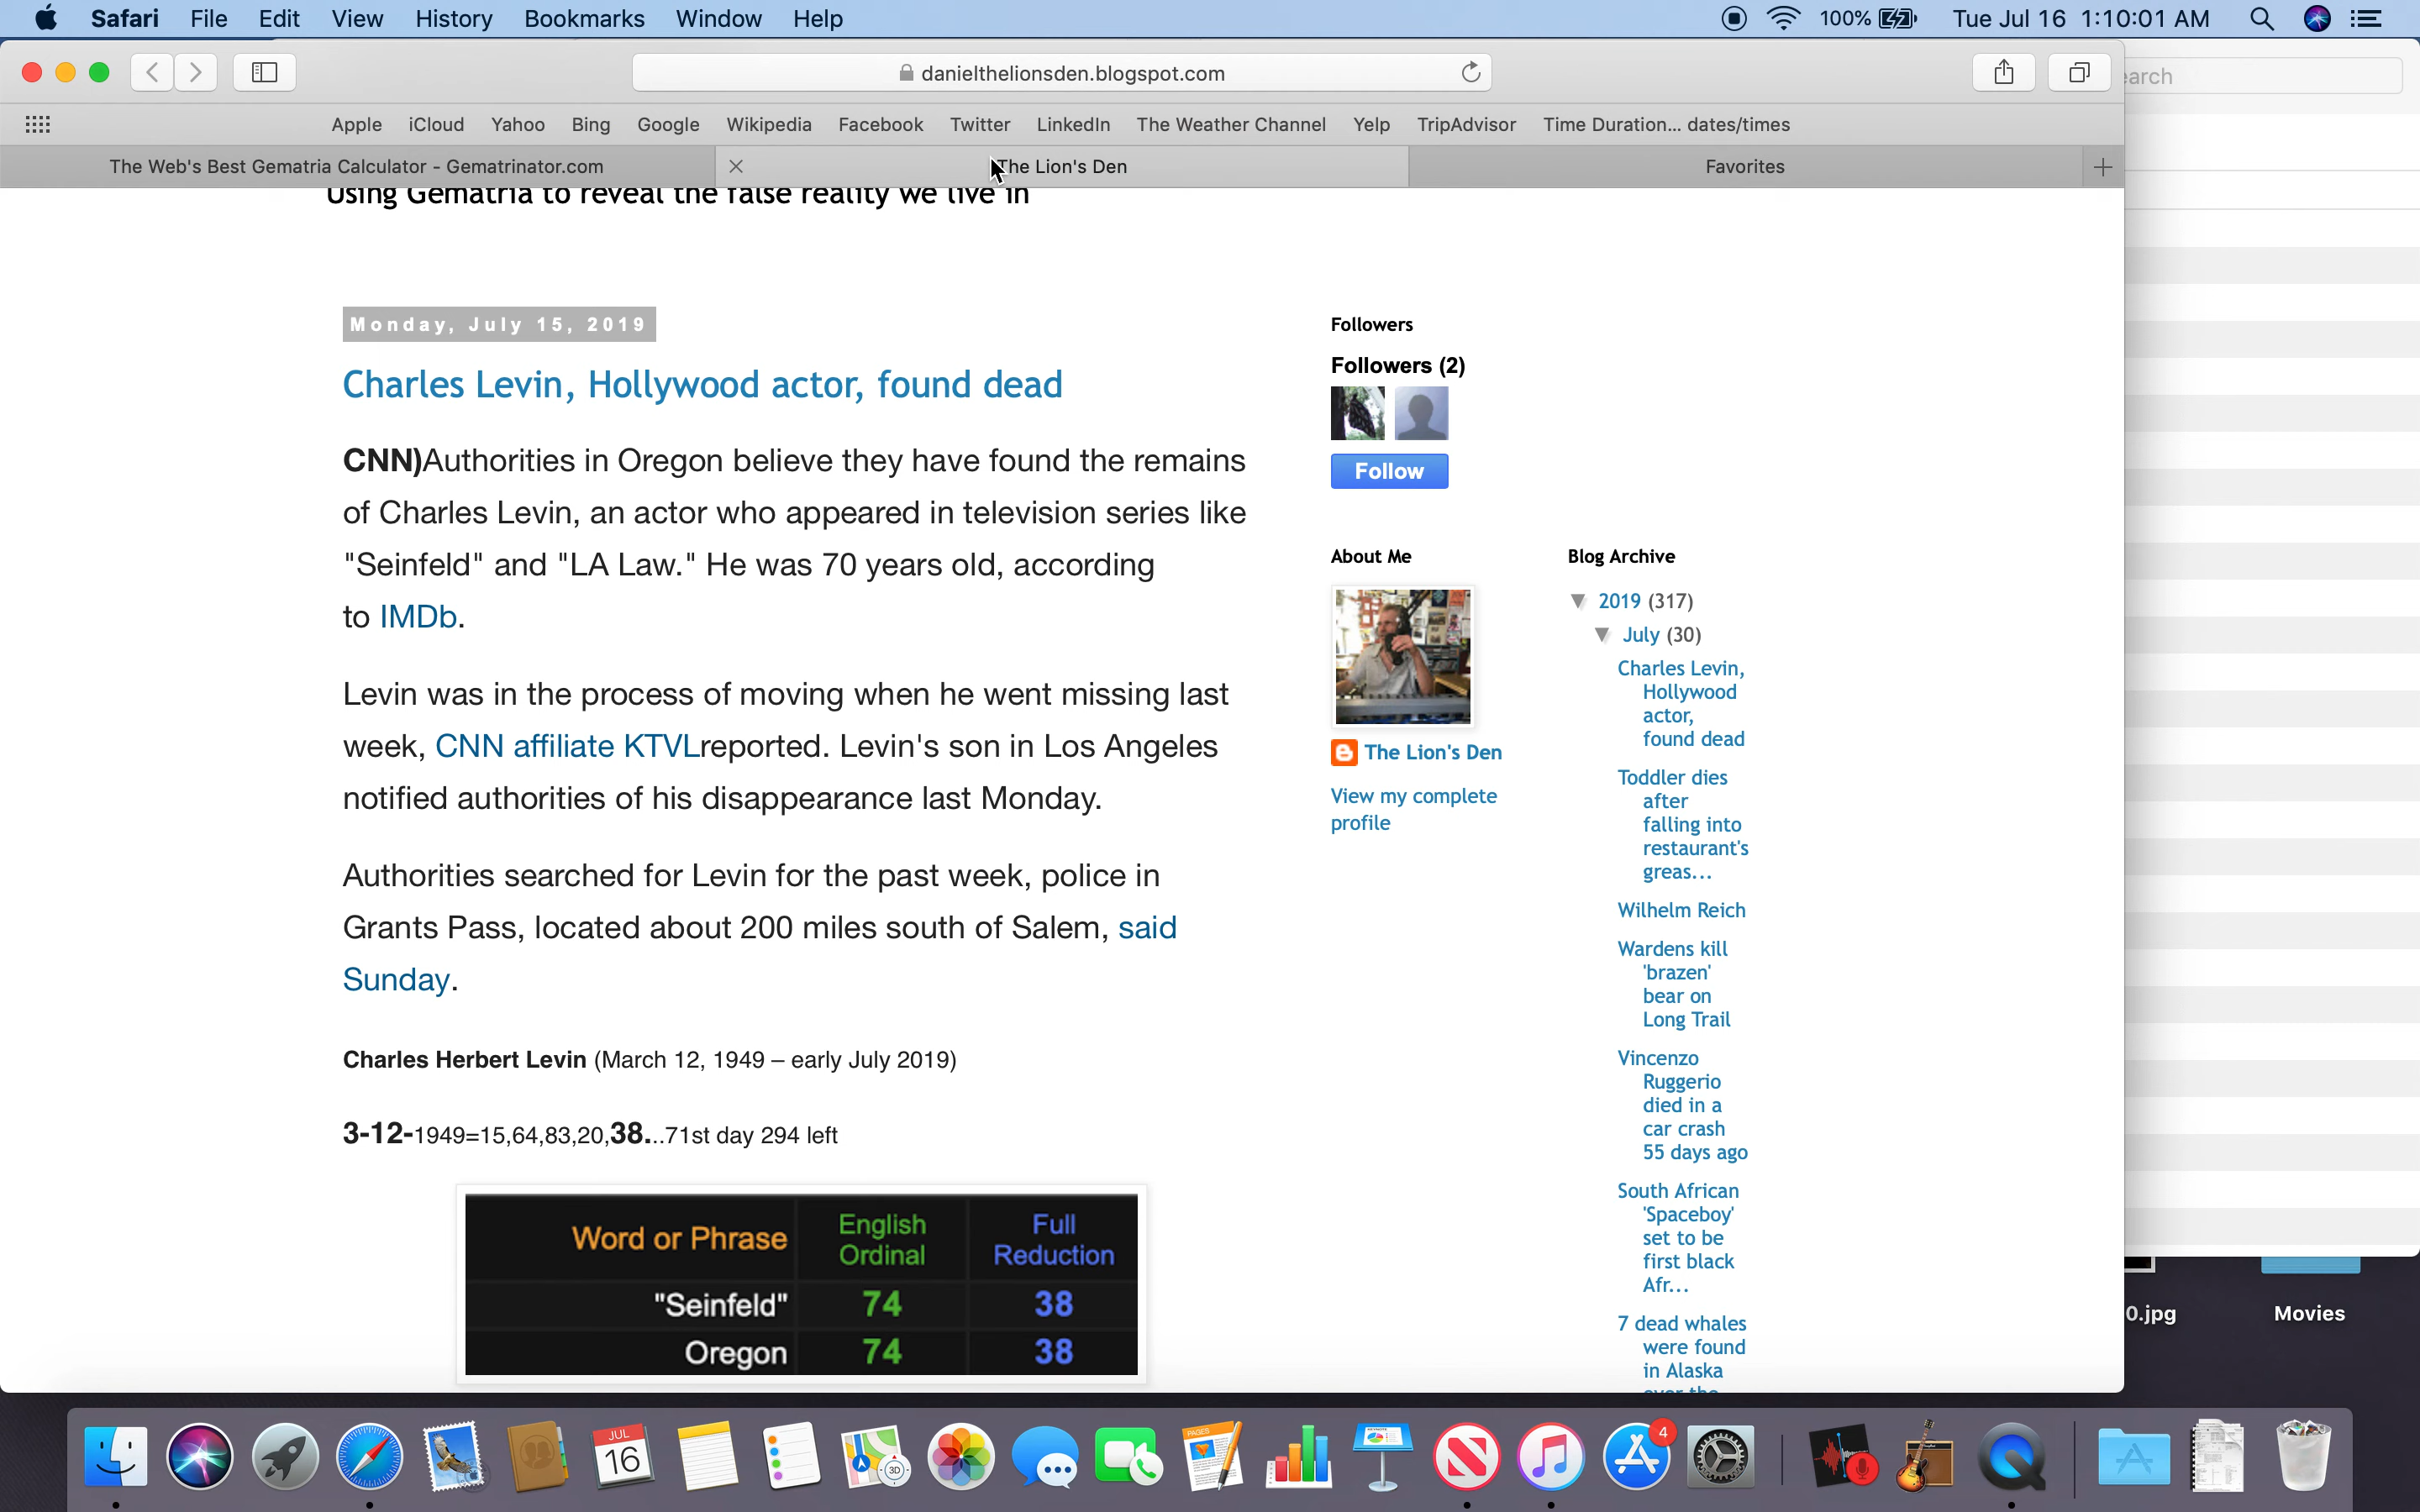 Safari File Edit View History Bookmarks Window Help 100% Tue Jul 16 1:10:01 AM
danielthelionsden.blogspot.com
arch
Apple iCloud Yahoo Bing Google Wikipedia Facebook Twitter LinkedIn The Weather Channel Yelp TripAdvisor Time Duration... dates/times
The Web's Best Gematria Calculator - Gematrinator.com
The Lion's Den
Favorites
Using Gematria to reveal the false reality we live in
Monday, July 15, 2019
Charles Levin, Hollywood actor, found dead
CNN)Authorities in Oregon believe they have found the remains
of Charles Levin, an actor who appeared in television series like
"Seinfeld" and "LA Law." He was 70 years old, according
to IMDb.
Levin was in the process of moving when he went missing last
week, CNN affiliate KTVLreported. Levin's son in Los Angeles
notified authorities of his disappearance last Monday.
Authorities searched for Levin for the past week, police in
Grants Pass, located about 200 miles south of Salem, said
Sunday.
Charles Herbert Levin (March 12, 1949 – early July 2019)
3-12-1949=15,64,83,20,38...71st day 294 left
Word or Phrase English Ordinal Full Reduction
"Seinfeld" 74 38
Oregon 74 38
Followers
Followers (2)
Follow
About Me
The Lion's Den
View my complete
profile
Blog Archive
▼ 2019 (317)
▼ July (30)
Charles Levin,
Hollywood
actor,
found dead
Toddler dies
after
falling into
restaurant's
greas...
Wilhelm Reich
Wardens kill
'brazen'
bear on
Long Trail
Vincenzo
Ruggerio
died in a
car crash
55 days ago
South African
'Spaceboy'
set to be
first black
Afr...
7 dead whales
were found
in Alaska
over the
0.jpg
Movies
JUL
16
PAGES
3D
4